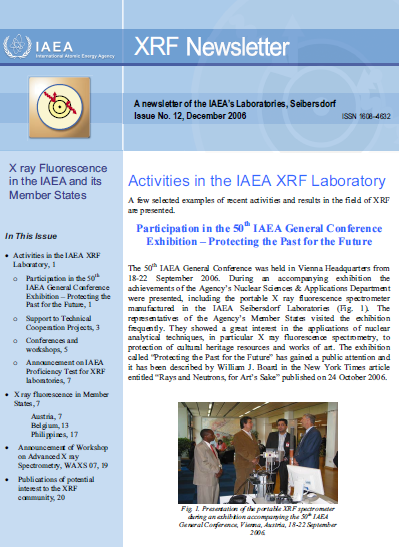 IAEA
International Atomic Energy Agency
XRF Newsletter
A newsletter of the IAEA's Laboratories, Seibersdorf
Issue No. 12, December 2006
ISSN 1608-4632
X ray Fluorescence
in the IAEA and its
Member States
In This Issue
• Activities in the IAEA XRF
Laboratory, 1
o Participation in the 50th
IAEA General Conference
Exhibition – Protecting the
Past for the Future, 1
o Support to Technical
Cooperation Projects, 3
o Conferences and
workshops, 5
o Announcement on IAEA
Proficiency Test for XRF
laboratories, 7
• X ray fluorescence in Member
States, 7
Austria, 7
Belgium, 13
Philippines, 17
• Announcement of Workshop
on Advanced X ray
Spectrometry, WAXS 07, 19
• Publications of potential
interest to the XRF
community, 20
Activities in the IAEA XRF Laboratory
A few selected examples of recent activities and results in the field of XRF
are presented.
Participation in the 50th IAEA General Conference
Exhibition – Protecting the Past for the Future
The 50th IAEA General Conference was held in Vienna Headquarters from
18-22 September 2006. During an accompanying exhibition the
achievements of the Agency's Nuclear Sciences & Applications Department
were presented, including the portable X ray fluorescence spectrometer
manufactured in the IAEA Seibersdorf Laboratories (Fig. 1). The
representatives of the Agency's Member States visited the exhibition
frequently. They showed a great interest in the applications of nuclear
analytical techniques, in particular X ray fluorescence spectrometry, to
protection of cultural heritage resources and works of art. The exhibition
called "Protecting the Past for the Future" has gained a public attention and
it has been described by William J. Board in the New York Times article
entitled "Rays and Neutrons, for Art's Sake" published on 24 October 2006.
Fig. 1. Presentation of the portable XRF spectrometer
during an exhibition accompanying the 50th IAEA
General Conference, Vienna, Austria, 18-22 September
2006.